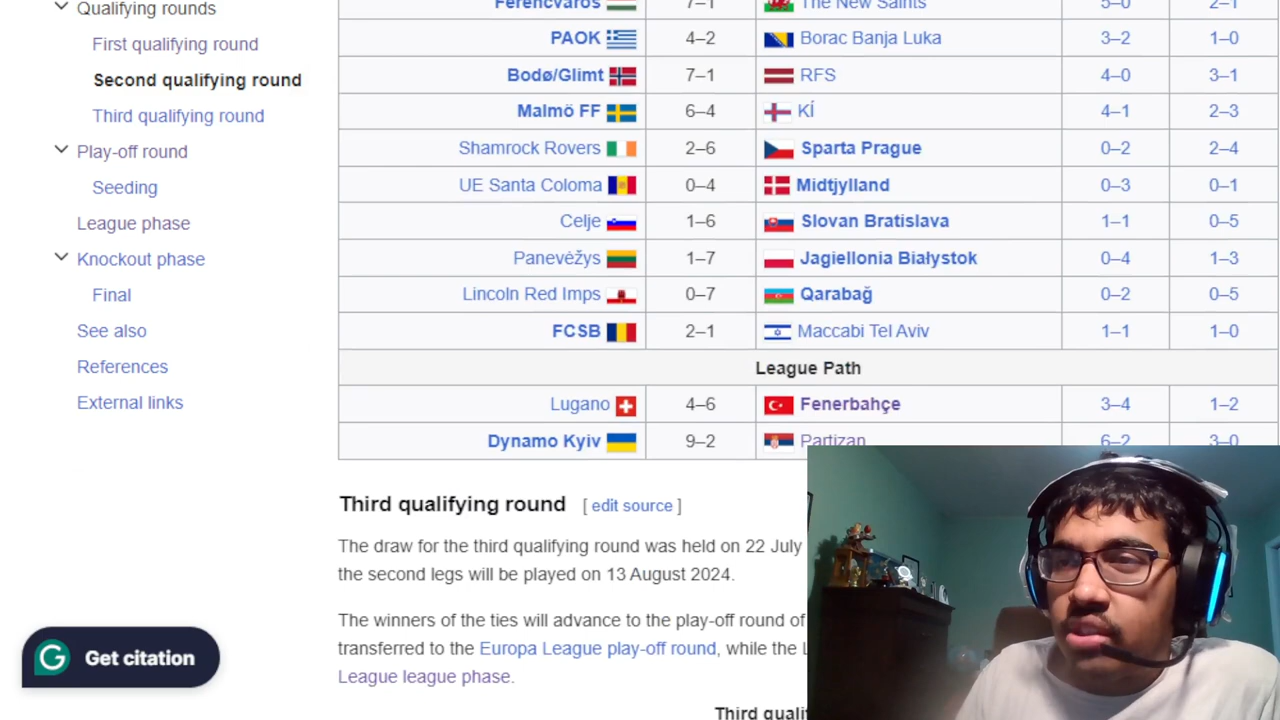 Qualifying rounds
First qualifying round
Second qualifying round
Third qualifying round
Play-off round
Seeding
League phase
Knockout phase
Final
See also
References
External links
Get citation
Ferencváros 7–1 The New Saints 5–0 2–1
PAOK 4–2 Borac Banja Luka 3–2 1–0
Bodø/Glimt 7–1 RFS 4–0 3–1
Malmö FF 6–4 KÍ 4–1 2–3
Shamrock Rovers 2–6 Sparta Prague 0–2 2–4
UE Santa Coloma 0–4 Midtjylland 0–3 0–1
Celje 1–6 Slovan Bratislava 1–1 0–5
Panevėžys 1–7 Jagiellonia Białystok 0–4 1–3
Lincoln Red Imps 0–7 Qarabağ 0–2 0–5
FCSB 2–1 Maccabi Tel Aviv 1–1 1–0
League Path
Lugano 4–6 Fenerbahçe 3–4 1–2
Dynamo Kyiv 9–2 Partizan 6–2 3–0
Third qualifying round [ edit source ]
The draw for the third qualifying round was held on 22 July
the second legs will be played on 13 August 2024.
The winners of the ties will advance to the play-off round of
transferred to the Europa League play-off round, while the L
League league phase.
Third qualif